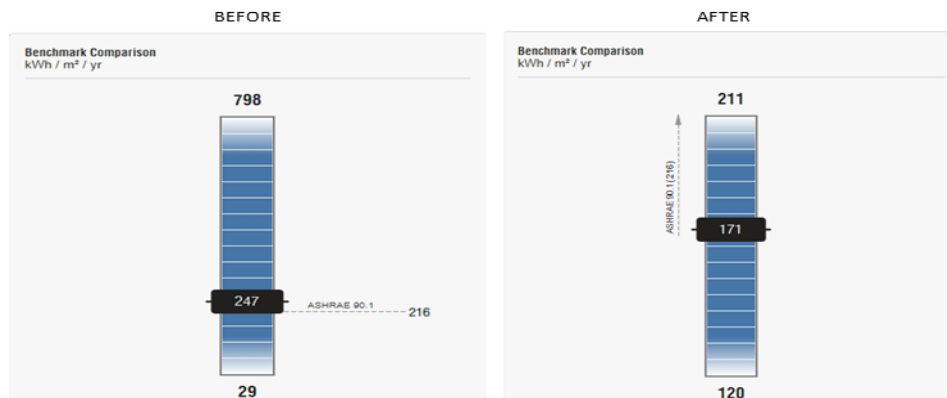 BEFORE
Benchmark Comparison
kWh / m² / yr
798
247
ASHRAE 90.1
216
29
AFTER
Benchmark Comparison
kWh / m² / yr
211
ASHRAE 90.1 (216)
171
120